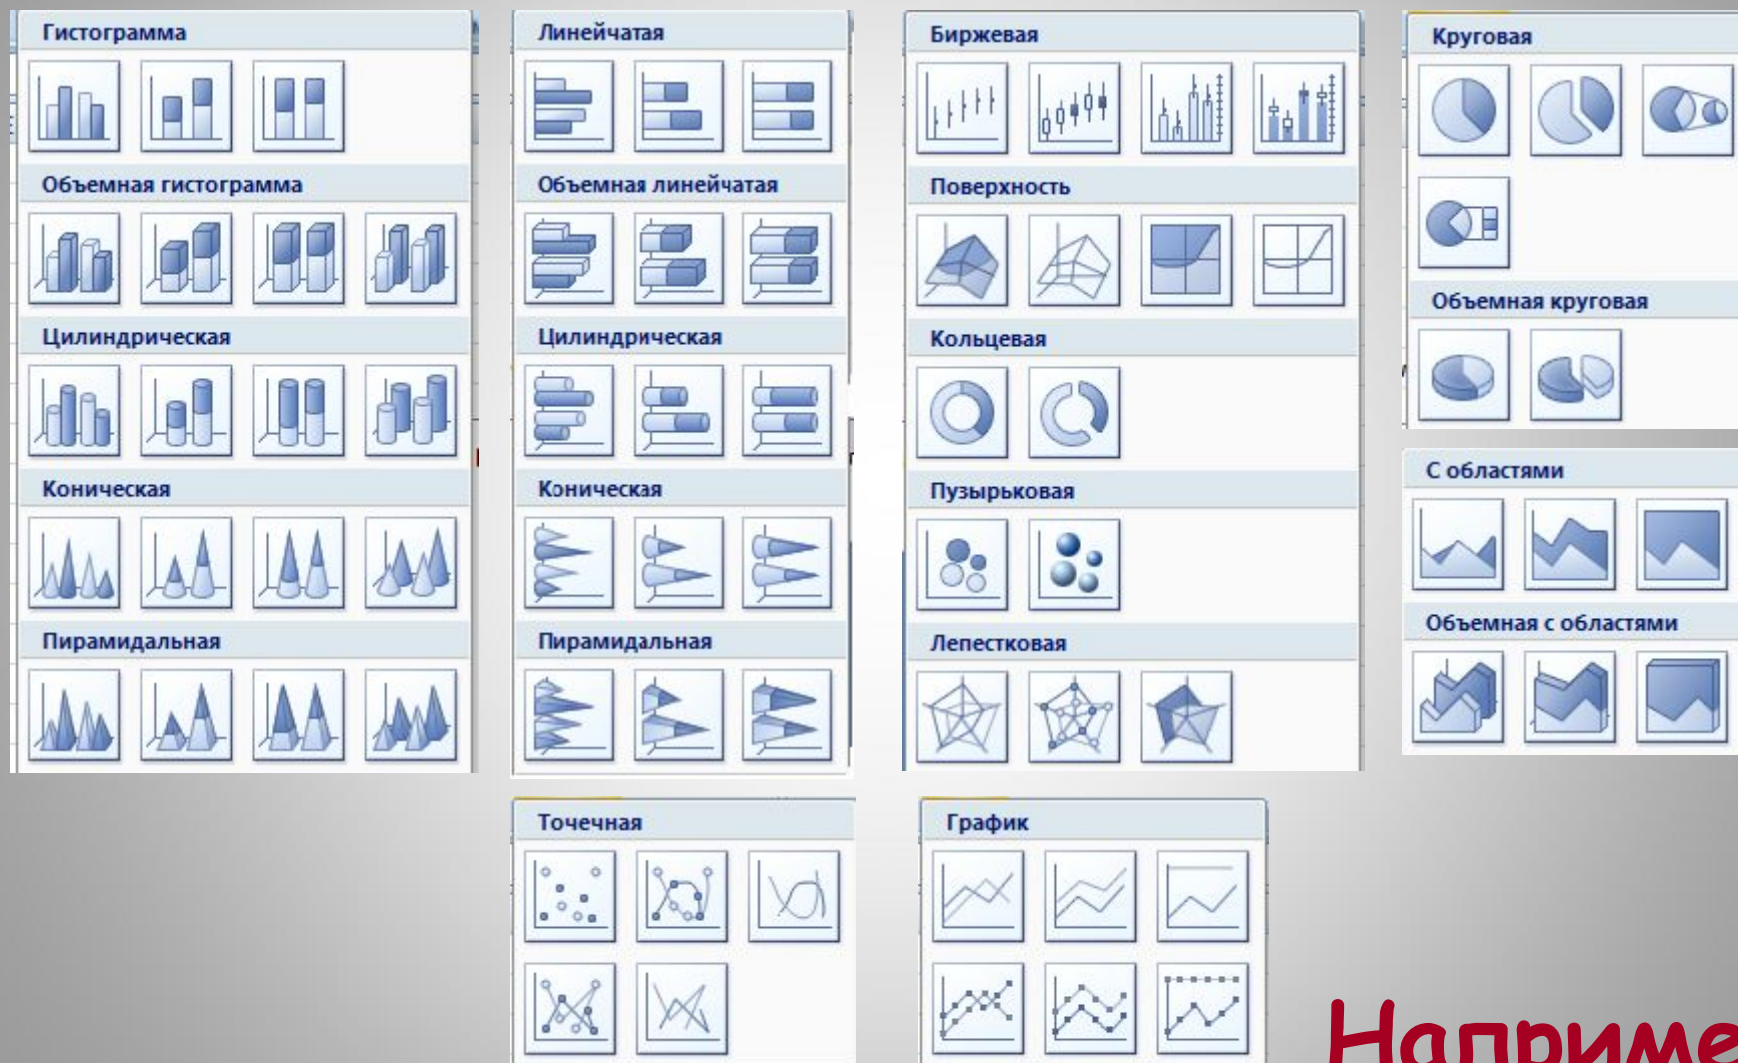 Гистограмма
Объемная гистограмма
Цилиндрическая
Коническая
Пирамидальная
Линейчатая
Объемная линейчатая
Цилиндрическая
Коническая
Пирамидальная
Биржевая
Поверхность
Кольцевая
Пузырьковая
Лепестковая
Круговая
Объемная круговая
С областями
Объемная с областями
Точечная
График
Наприме